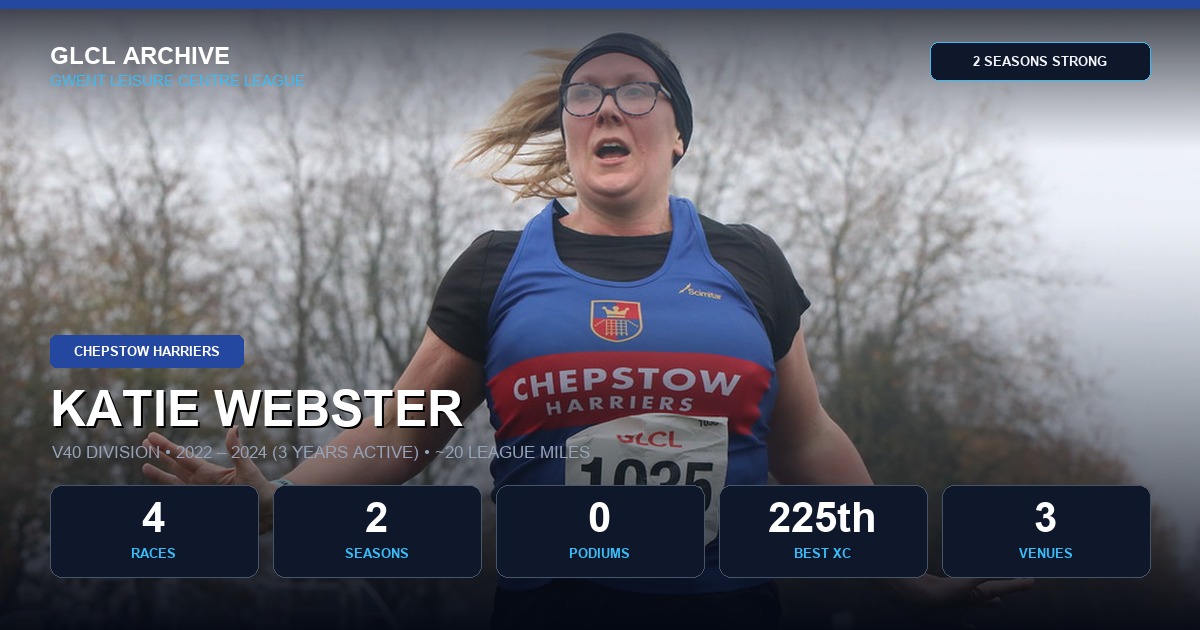 GLCL ARCHIVE
GWENT LEISURE CENTRE LEAGUE
2 SEASONS STRONG
Scimitar
CHEPSTOW
HARRIERS
1035
GLCL
1035
CHEPSTOW HARRIERS
KATIE WEBSTER
V40 DIVISION • 2022 – 2024 (3 YEARS ACTIVE) • ~20 LEAGUE MILES
4
RACES
2
SEASONS
0
PODIUMS
225th
BEST XC
3
VENUES